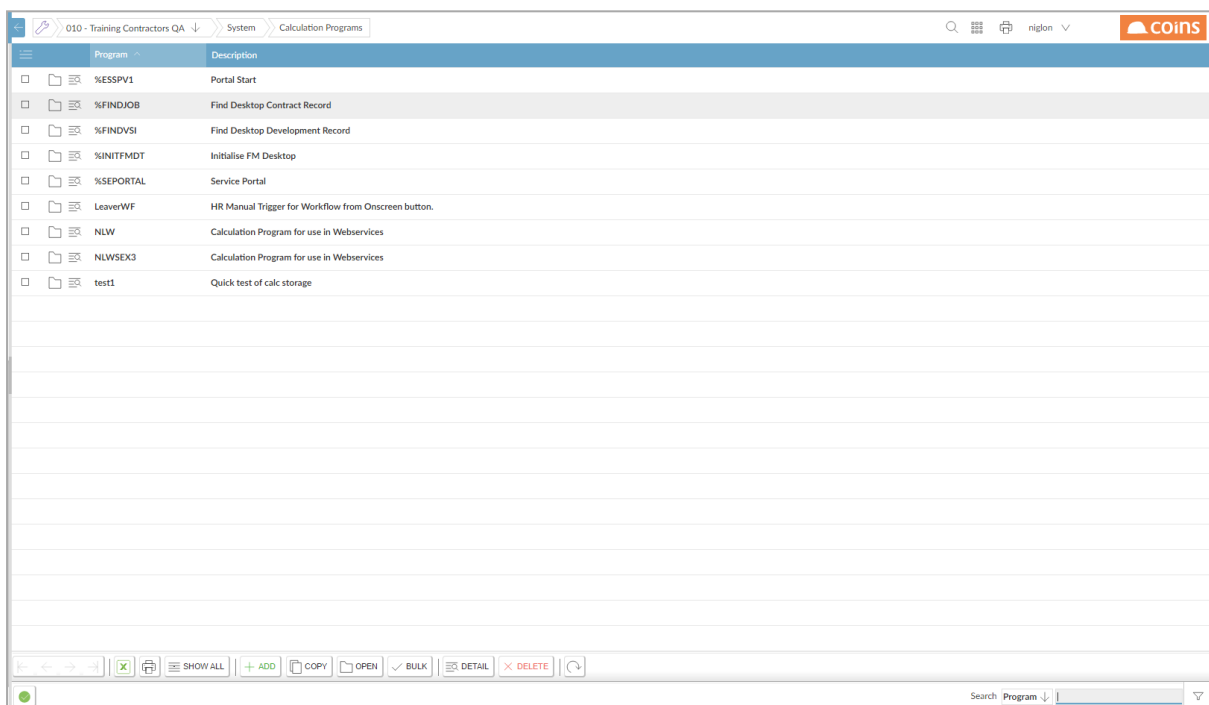 010 - Training Contractors QA System Calculation Programs niglon coins
Program Description
%ESSPV1 Portal Start
%FINDJOB Find Desktop Contract Record
%FINDVSI Find Desktop Development Record
%INITFMDT Initialise FM Desktop
%SEPORTAL Service Portal
LeaverWF HR Manual Trigger for Workflow from Onscreen button.
NLW Calculation Program for use in Webservices
NLWSEX3 Calculation Program for use in Webservices
test1 Quick test of calc storage
SHOW ALL ADD COPY OPEN BULK DETAIL DELETE
Search Program